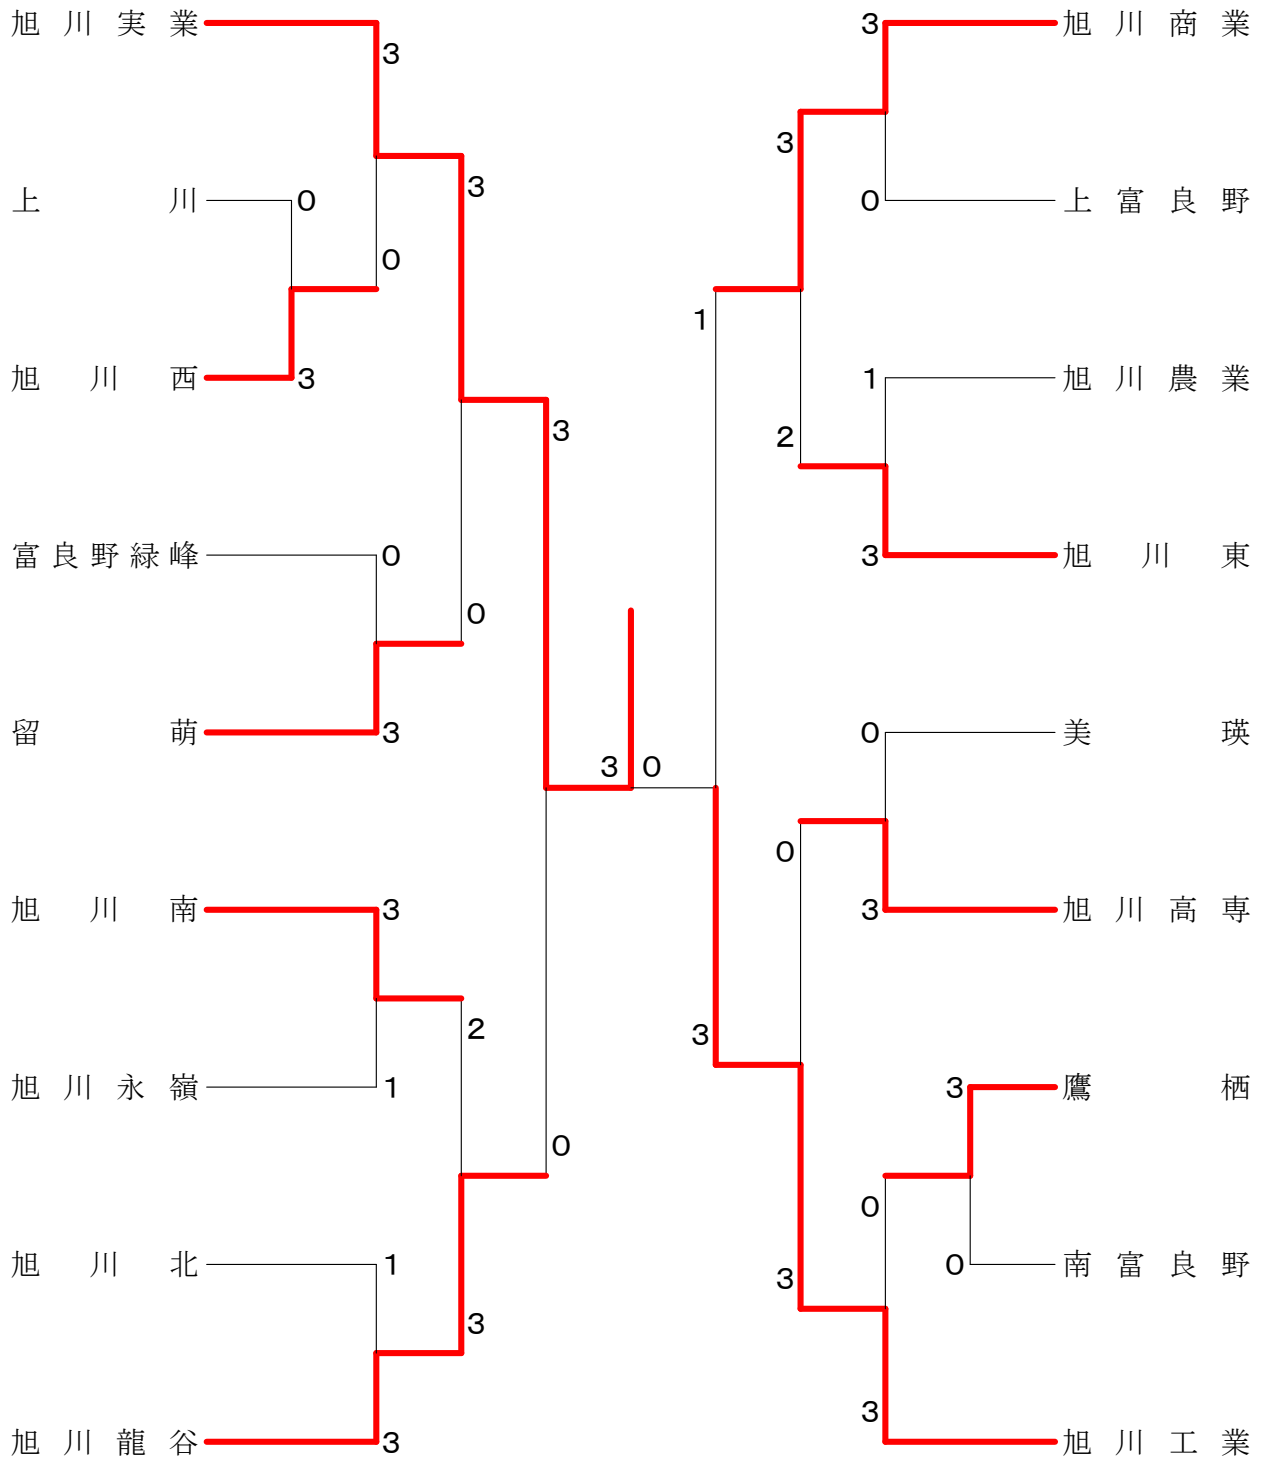 旭川実業 3 3 旭川商業
3 3
上川 0 0 上富良野
0
1
旭川西 3 1 旭川農業
3 2
富良野緑峰 0 3 旭川東
0
留萌 3 0 美瑛
3 0
0
旭川南 3 3 旭川高専
2 3
旭川永嶺 1 3 鷹栖
0 0
旭川北 1 0 南富良野
3 3
3
旭川龍谷 3 旭川工業